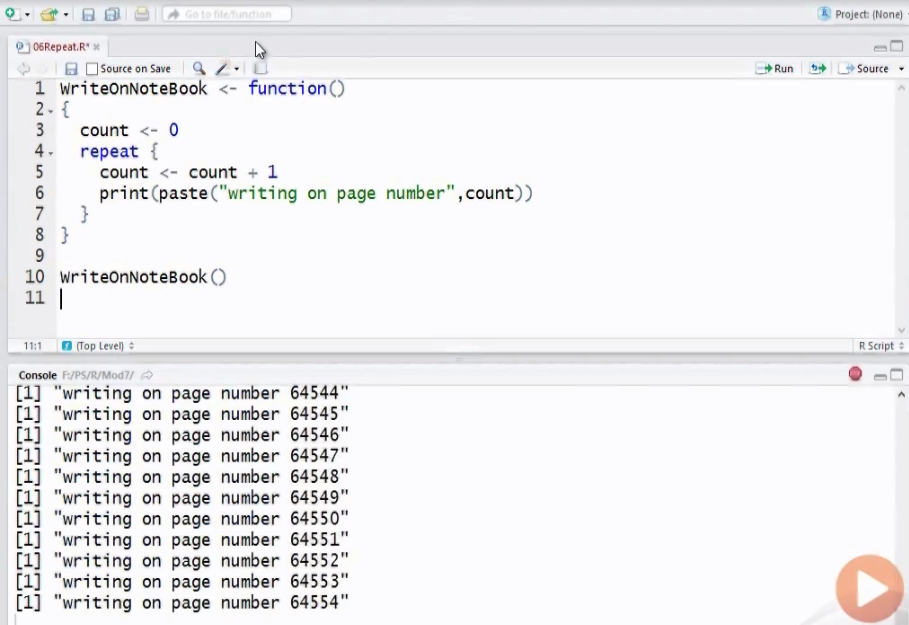 Go to file/function
Project: (None)
06Repeat.R*
Source on Save
Run
Source
1 WriteOnNoteBook <- function()
2 {
3 count <- 0
4 repeat {
5 count <- count + 1
6 print(paste("writing on page number",count))
7 }
8 }
9
10 WriteOnNoteBook()
11
11:1 (Top Level) R Script
Console F:/PS/R/Mod7/
[1] "writing on page number 64544"
[1] "writing on page number 64545"
[1] "writing on page number 64546"
[1] "writing on page number 64547"
[1] "writing on page number 64548"
[1] "writing on page number 64549"
[1] "writing on page number 64550"
[1] "writing on page number 64551"
[1] "writing on page number 64552"
[1] "writing on page number 64553"
[1] "writing on page number 64554"